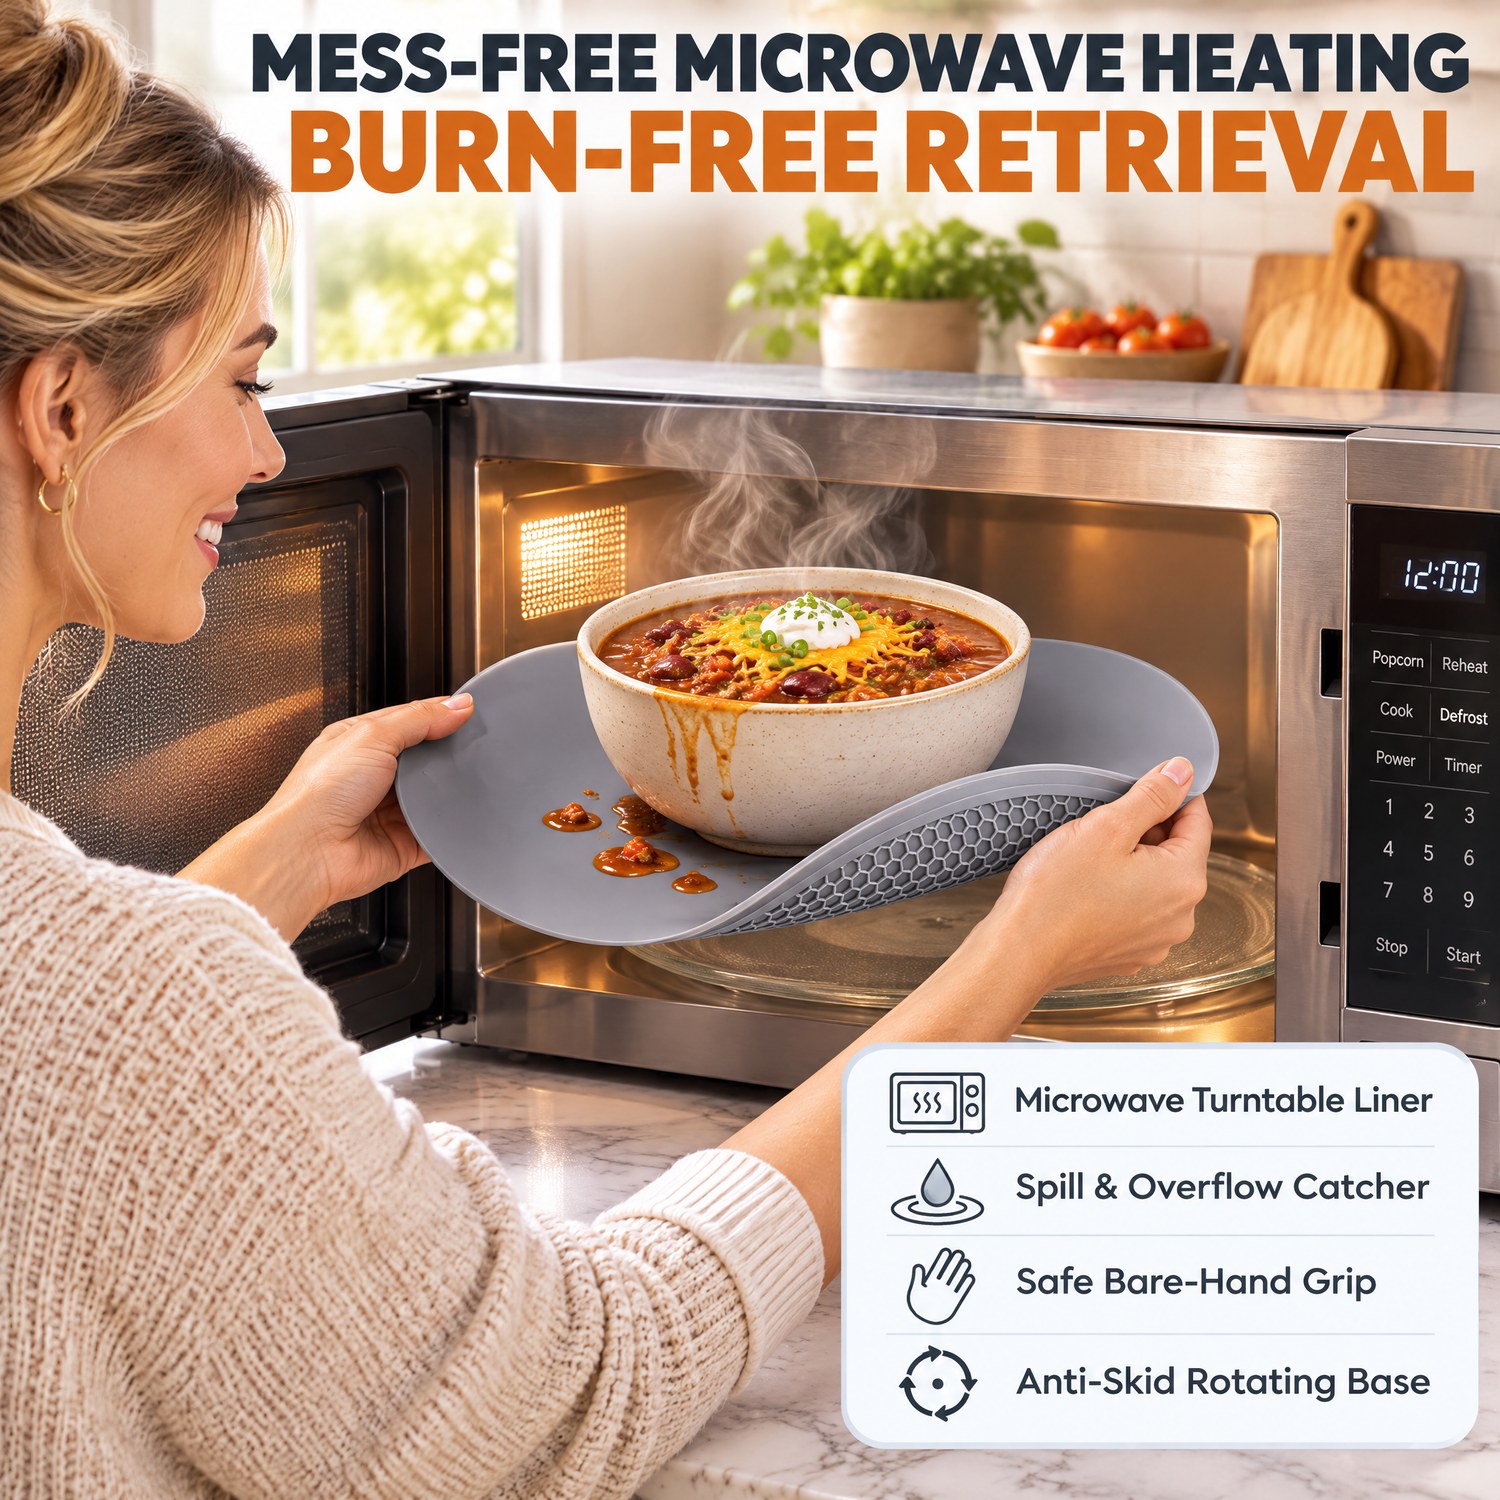 MESS-FREE MICROWAVE HEATING
BURN-FREE RETRIEVAL
12:00
Popcorn Reheat
Cook Defrost
Power Timer
1 2 3
4 5 6
7 8 9
Stop Start
Microwave Turntable Liner
Spill & Overflow Catcher
Safe Bare-Hand Grip
Anti-Skid Rotating Base